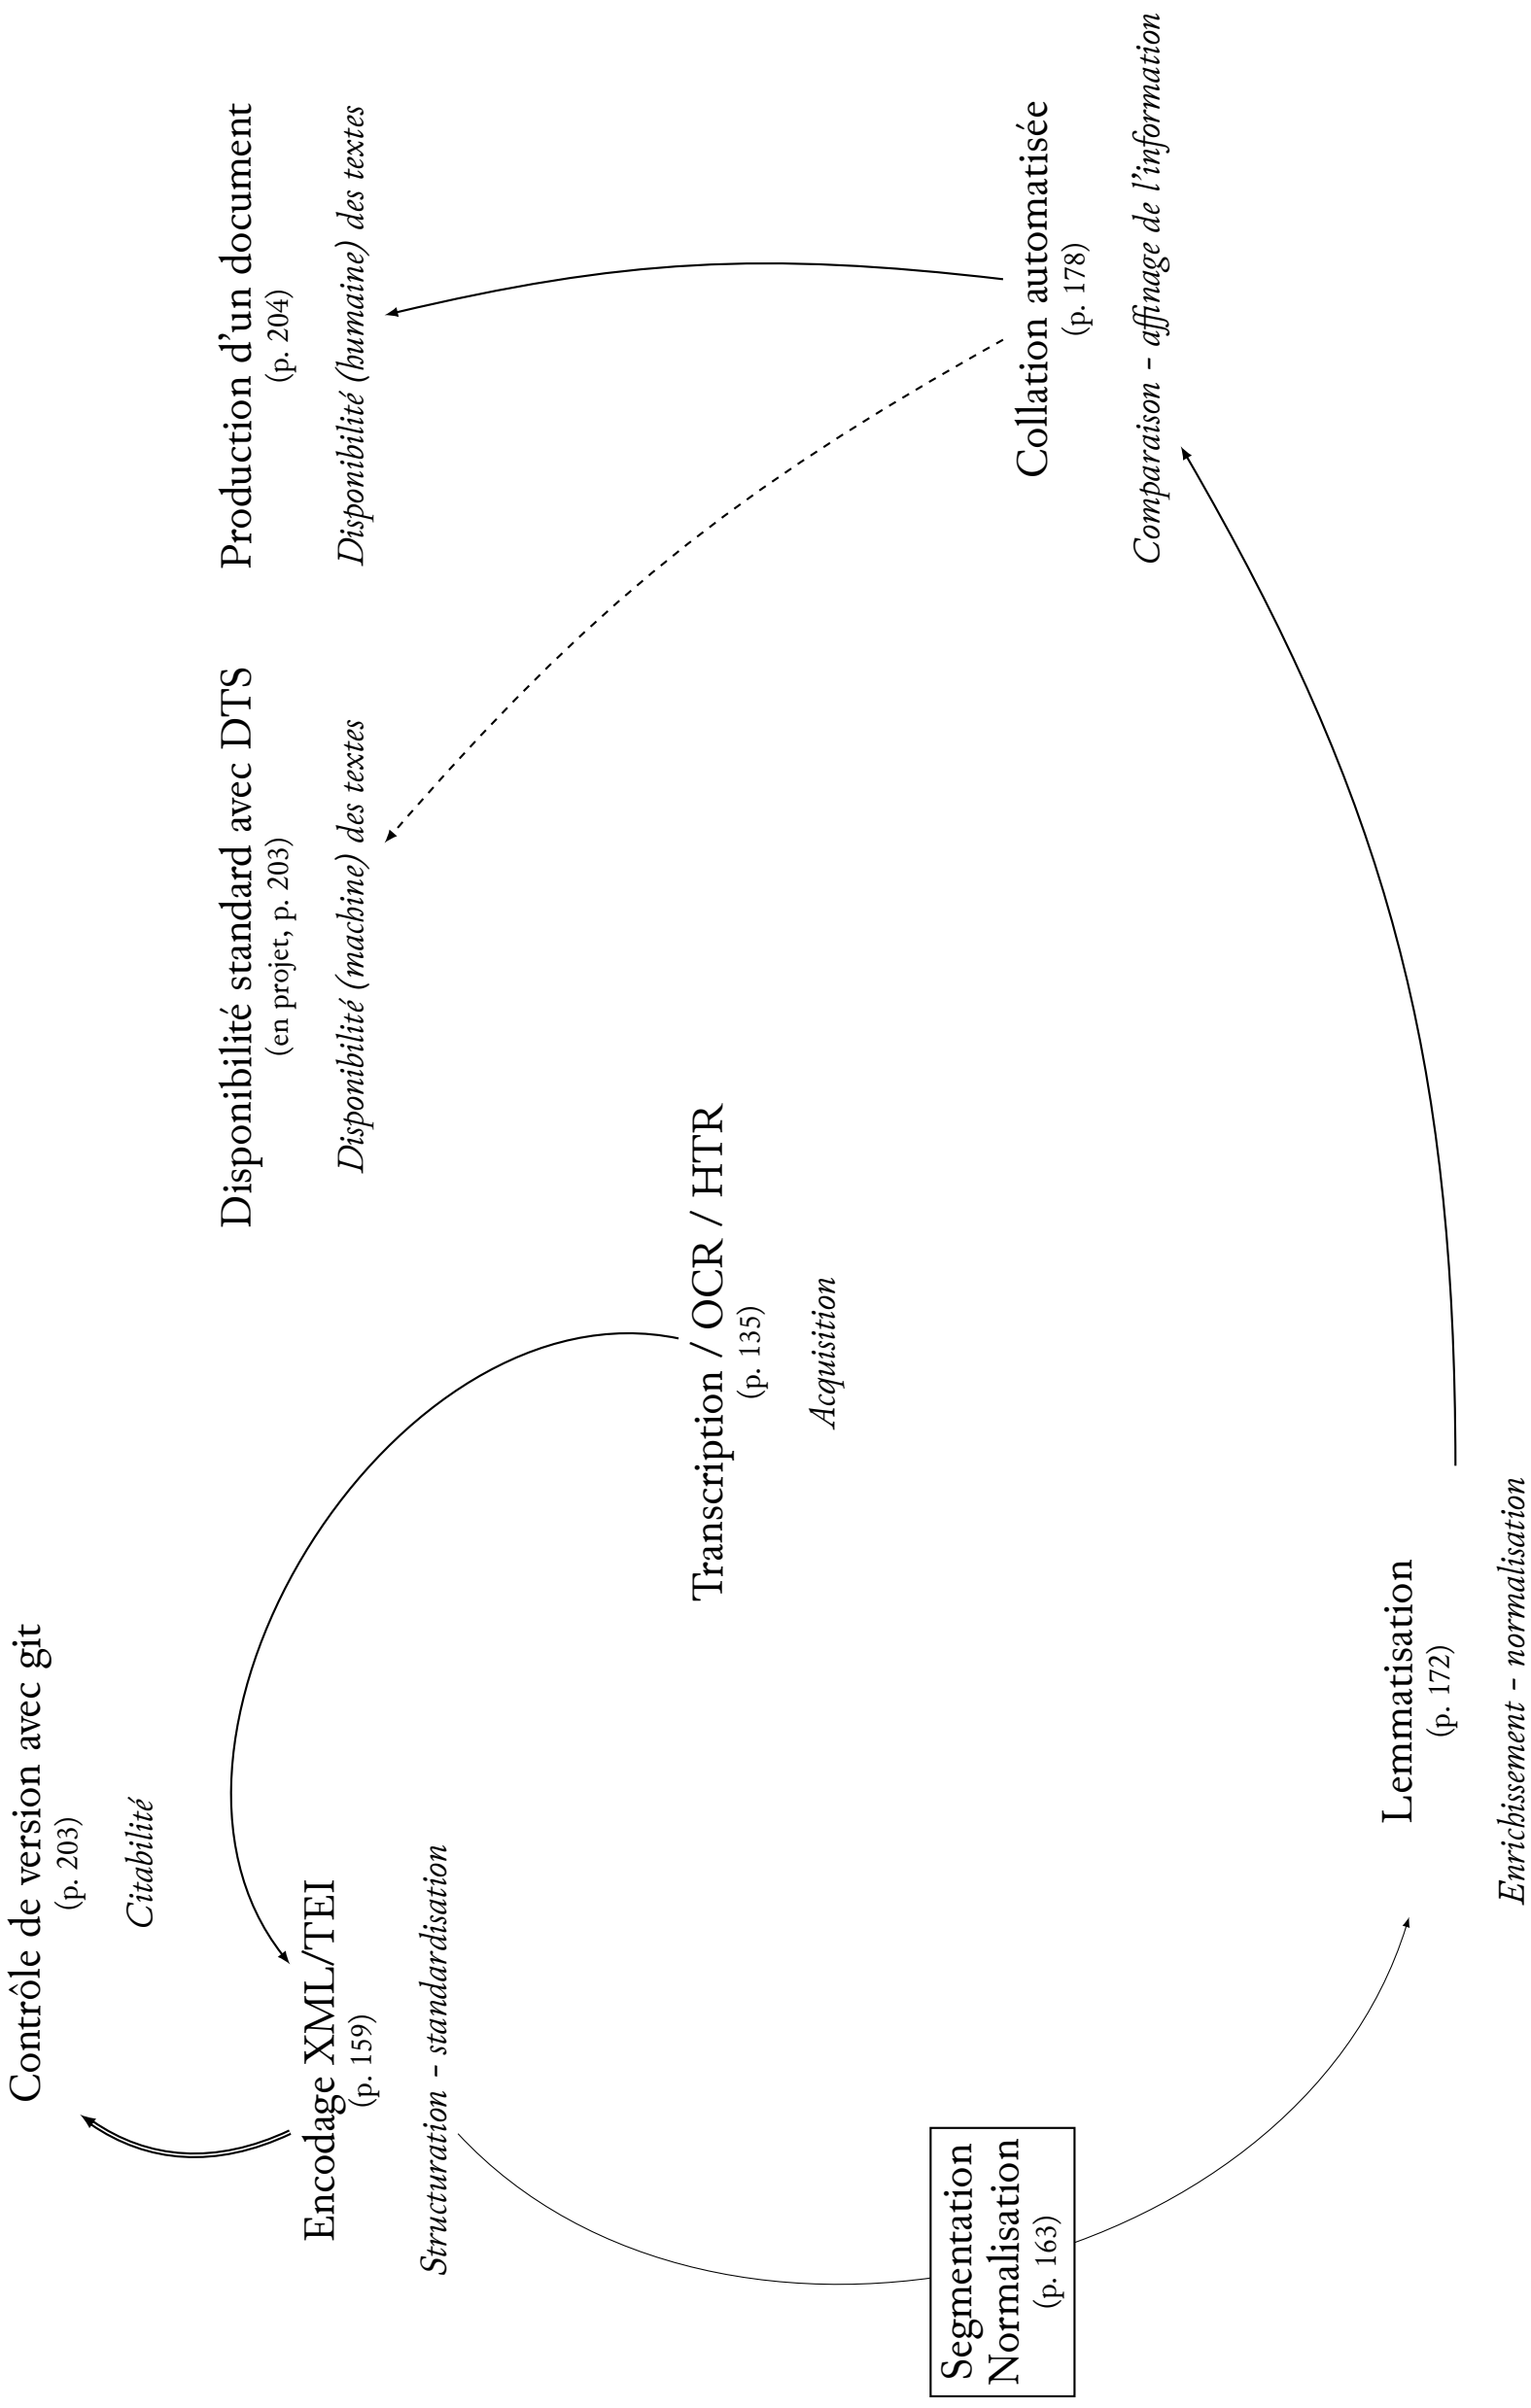 Contrôle de version avec git
(p. 203)
Citabilité
Encodage XML/TEI
(p. 159)
Structuration – standardisation
Transcription / OCR / HTR
(p. 135)
Acquisition
Disponibilité standard avec DTS
(en projet, p. 203)
Disponibilité (machine) des textes
Production d’un document
(p. 204)
Disponibilité (humaine) des textes
Segmentation
Normalisation
(p. 163)
Lemmatisation
(p. 172)
Enrichissement – normalisation
Collation automatisée
(p. 178)
Comparaison – affinage de l’information